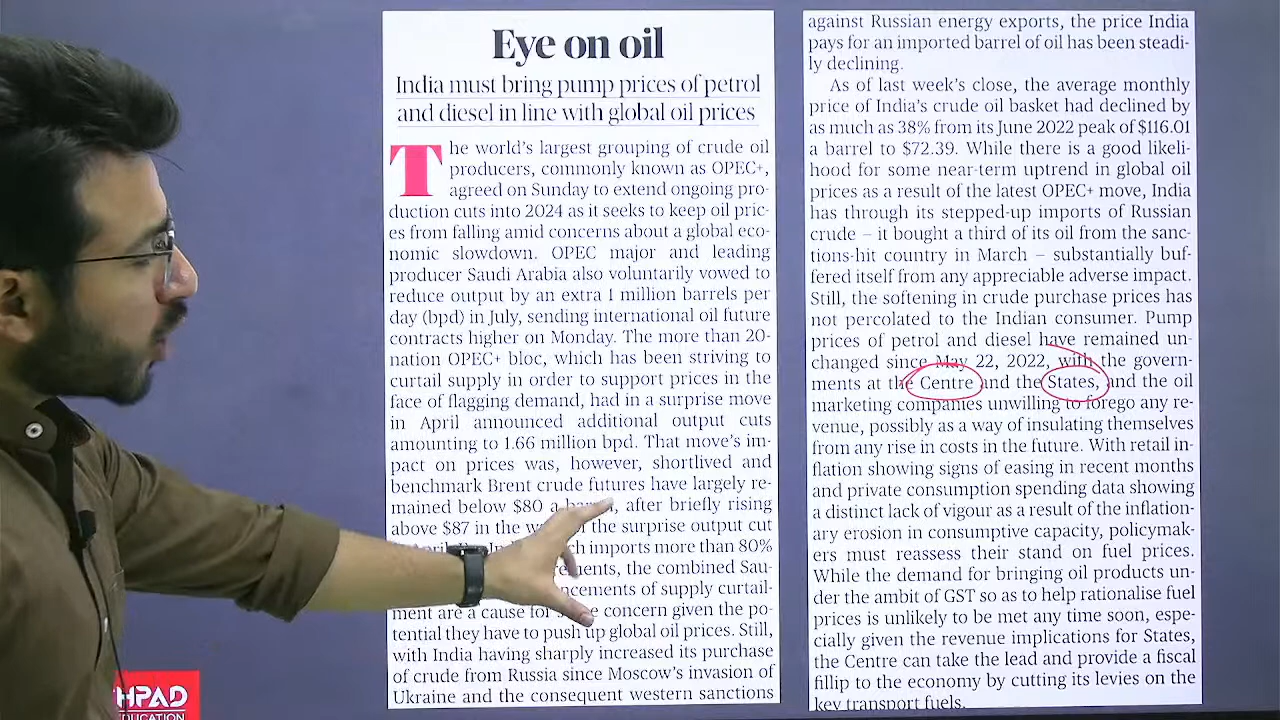 Eye on oil
India must bring pump prices of petrol
and diesel in line with global oil prices
The world's largest grouping of crude oil
producers, commonly known as OPEC+,
agreed on Sunday to extend ongoing pro-
duction cuts into 2024 as it seeks to keep oil pric-
es from falling amid concerns about a global eco-
nomic slowdown. OPEC major and leading
producer Saudi Arabia also voluntarily vowed to
reduce output by an extra 1 million barrels per
day (bpd) in July, sending international oil future
contracts higher on Monday. The more than 20-
nation OPEC+ bloc, which has been striving to
curtail supply in order to support prices in the
face of flagging demand, had in a surprise move
in April announced additional output cuts
amounting to 1.66 million bpd. That move's im-
pact on prices was, however, shortlived and
benchmark Brent crude futures have largely re-
mained below $80 a after briefly rising
above $87 in the the surprise output cut
imports more than 80%
the combined Sau-
of supply curtail-
ment are a cause for concern given the po-
tential they have to push up global oil prices. Still,
with India having sharply increased its purchase
of crude from Russia since Moscow's invasion of
Ukraine and the consequent western sanctions
against Russian energy exports, the price India
pays for an imported barrel of oil has been steadi-
ly declining.
As of last week's close, the average monthly
price of India's crude oil basket had declined by
as much as 38% from its June 2022 peak of $116.01
a barrel to $72.39. While there is a good likeli-
hood for some near-term uptrend in global oil
prices as a result of the latest OPEC+ move, India
has through its stepped-up imports of Russian
crude – it bought a third of its oil from the sanc-
tions-hit country in March – substantially buf-
fered itself from any appreciable adverse impact.
Still, the softening in crude purchase prices has
not percolated to the Indian consumer. Pump
prices of petrol and diesel have remained un-
changed since May 22, 2022, with the govern-
ments at the Centre and the States, and the oil
marketing companies unwilling to forego any re-
venue, possibly as a way of insulating themselves
from any rise in costs in the future. With retail in-
flation showing signs of easing in recent months
and private consumption spending data showing
a distinct lack of vigour as a result of the inflation-
ary erosion in consumptive capacity, policymak-
ers must reassess their stand on fuel prices.
While the demand for bringing oil products un-
der the ambit of GST so as to help rationalise fuel
prices is unlikely to be met any time soon, espe-
cially given the revenue implications for States,
the Centre can take the lead and provide a fiscal
fillip to the economy by cutting its levies on the
key transport fuels.
HPAD
EDUCATION